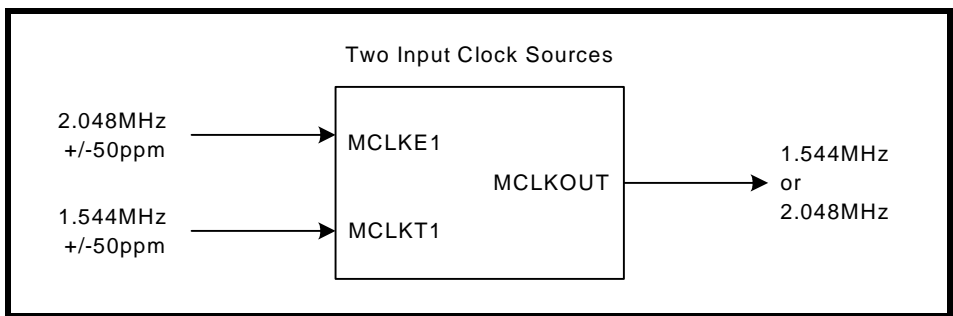 Two Input Clock Sources
2.048MHz
+/-50ppm
MCLKE1
MCLKOUT
1.544MHz
or
2.048MHz
1.544MHz
+/-50ppm
MCLKT1